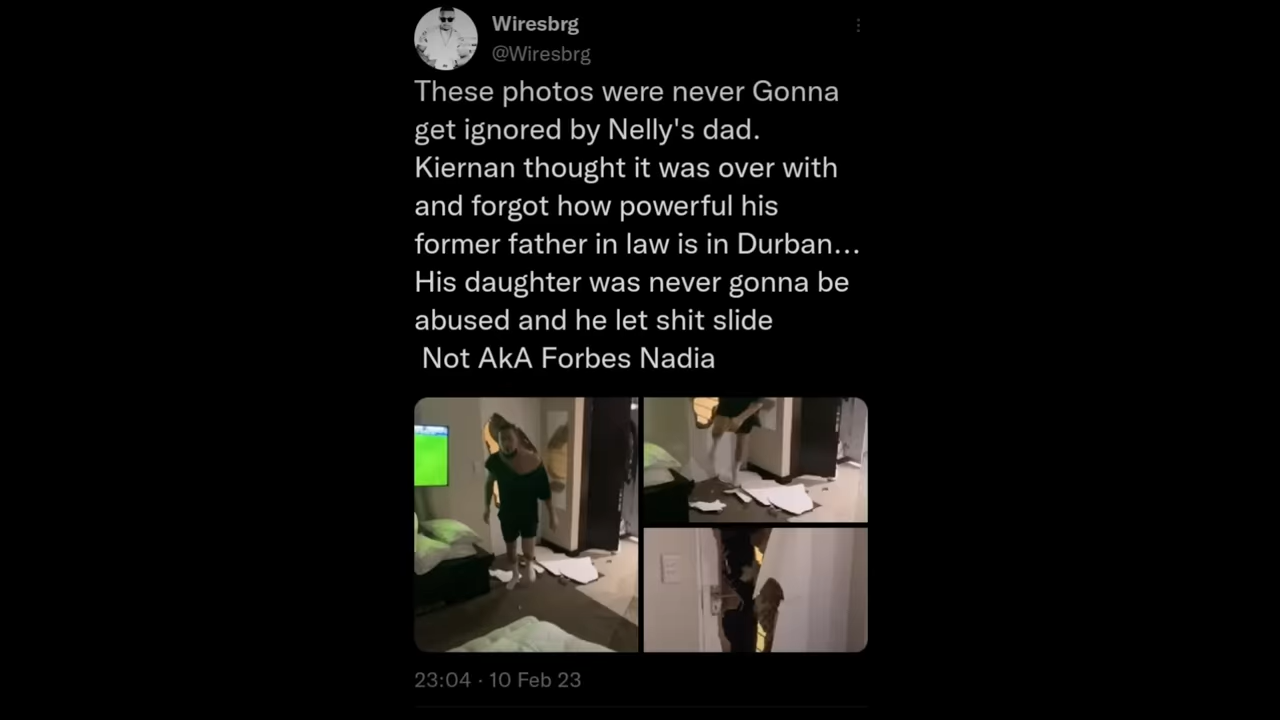 Wiresbrg
@Wiresbrg
These photos were never Gonna
get ignored by Nelly's dad.
Kiernan thought it was over with
and forgot how powerful his
former father in law is in Durban...
His daughter was never gonna be
abused and he let shit slide
Not AkA Forbes Nadia
23:04 · 10 Feb 23